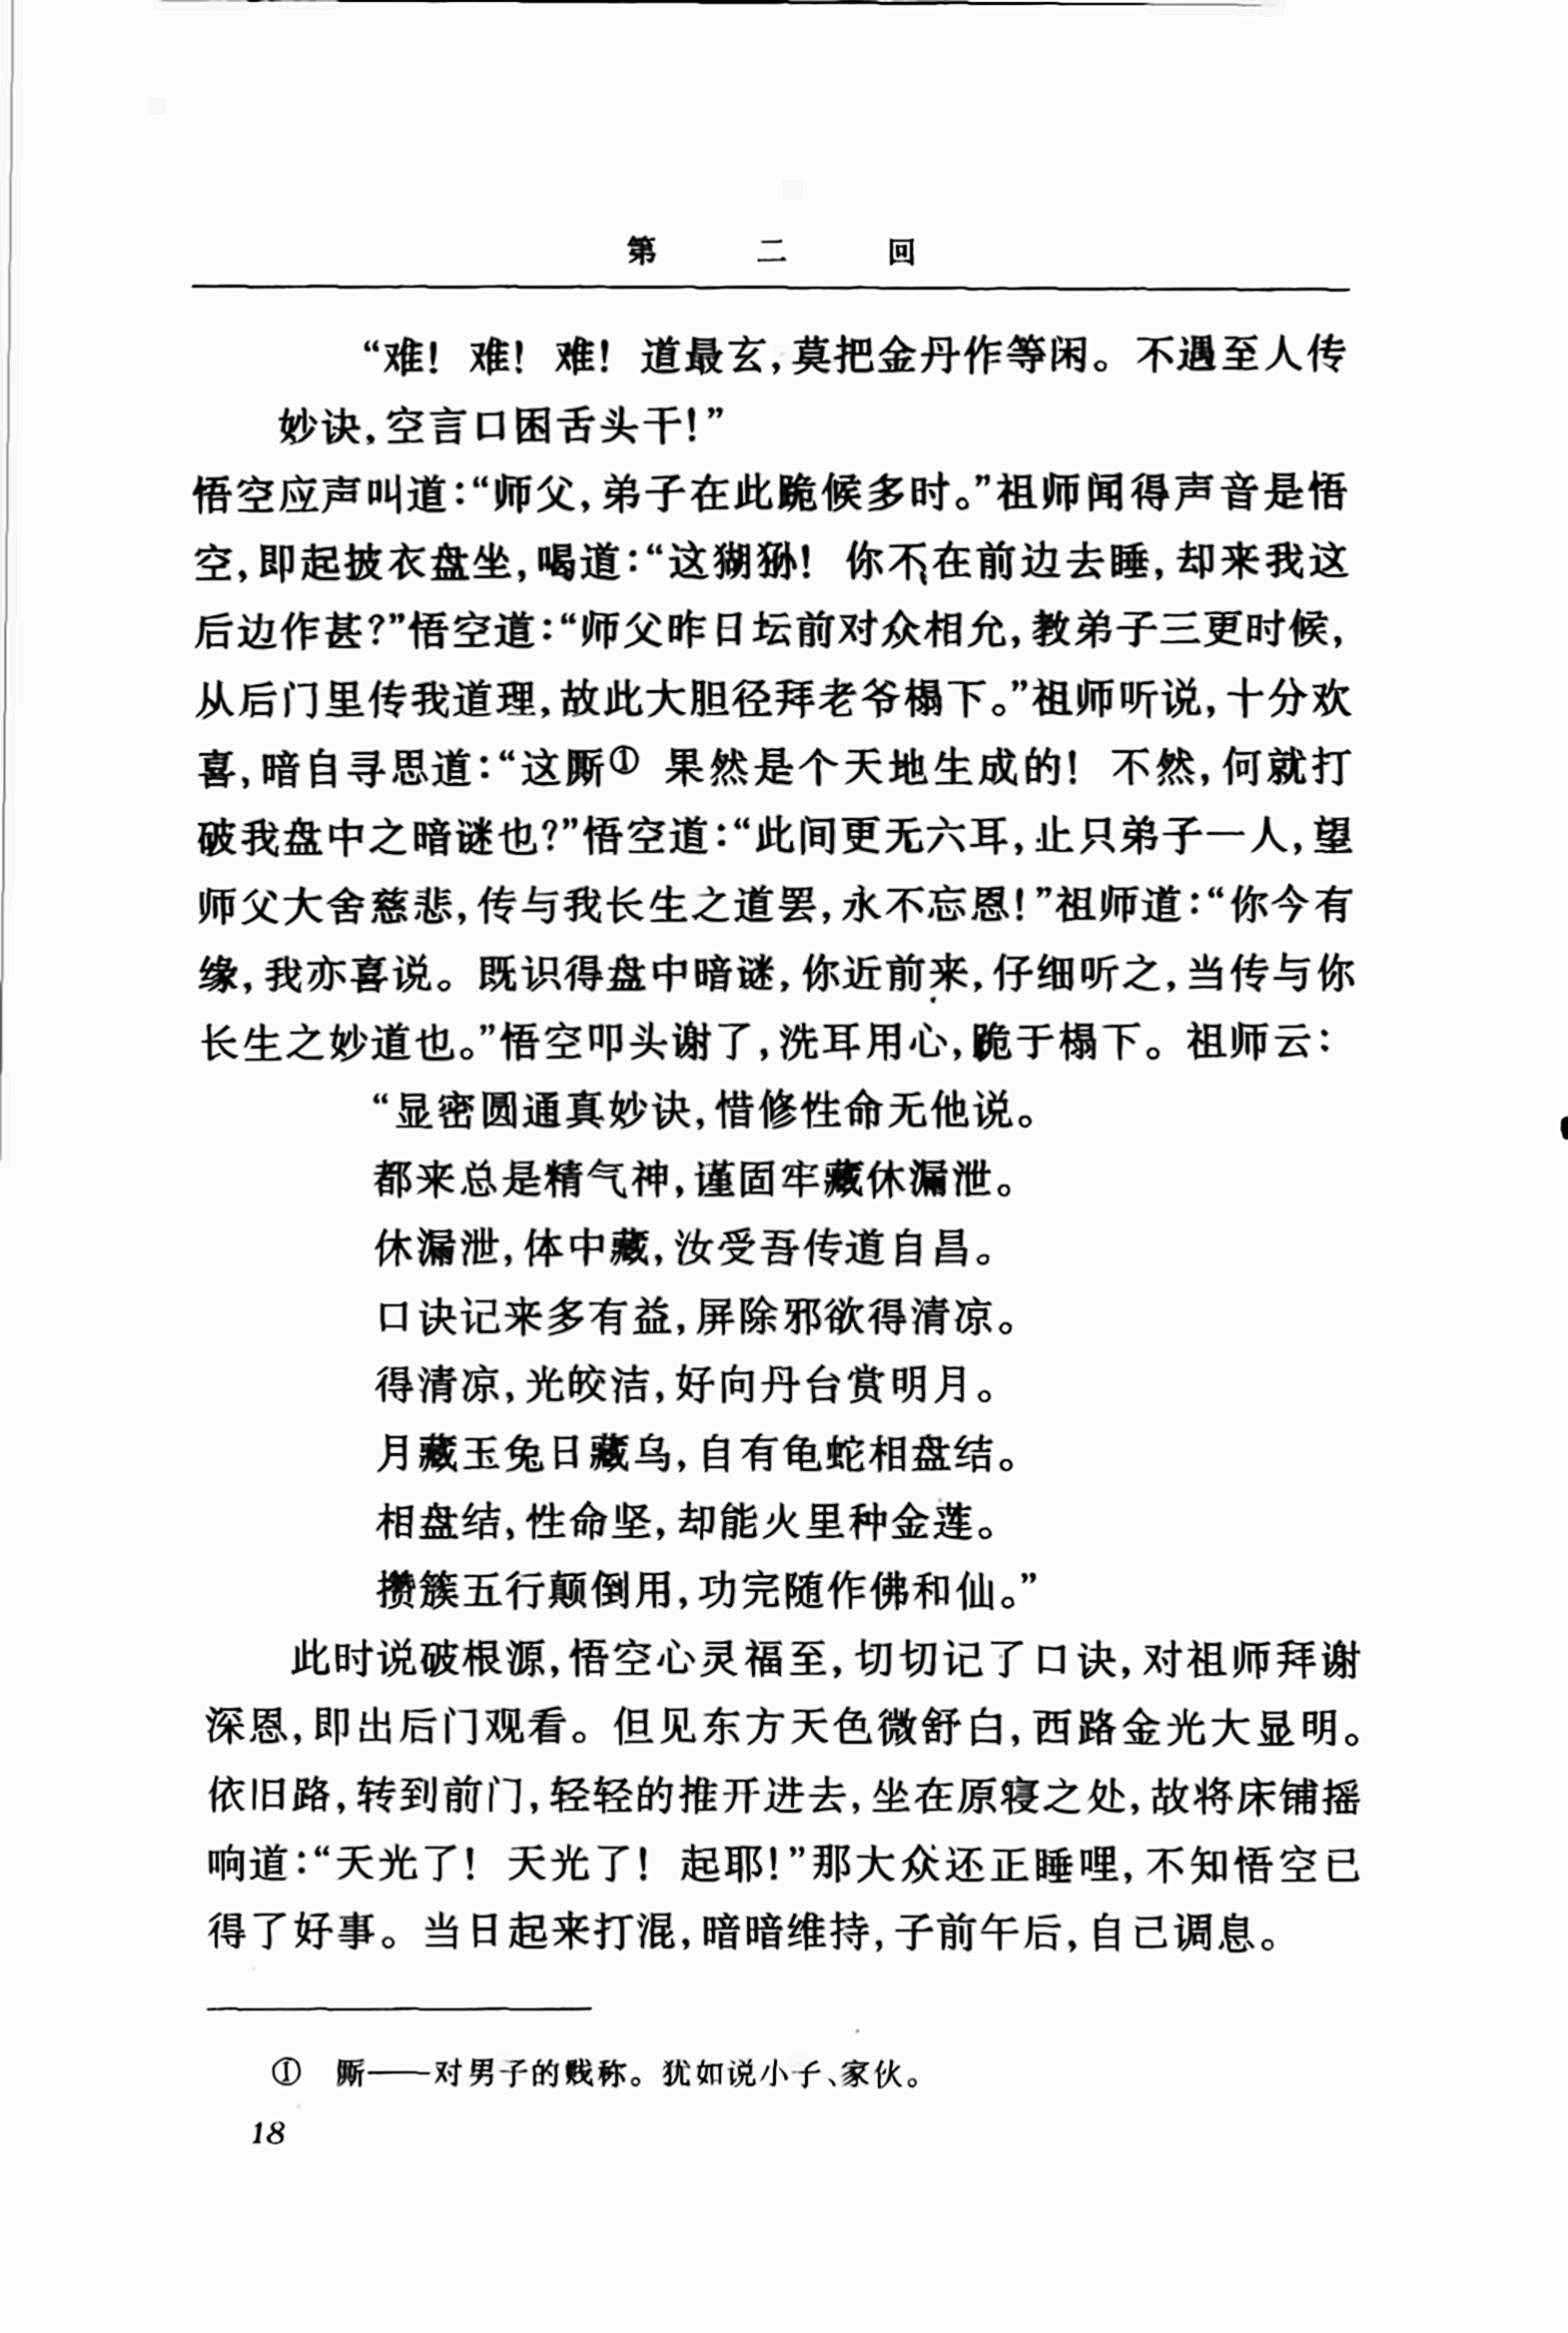 第二回
“难！难！难！道最玄，莫把金丹作等闲。不遇至人传
妙诀，空言口困舌头干！”
悟空应声叫道：“师父，弟子在此跪候多时。”祖师闻得声音是悟
空，即起披衣盘坐，喝道：“这猢狲！你不在前边去睡，却来我这
后边作甚？”悟空道：“师父昨日坛前对众相允，教弟子三更时候，
从后门里传我道理，故此大胆径拜老爷榻下。”祖师听说，十分欢
喜，暗自寻思道：“这厮① 果然是个天地生成的！不然，何就打
破我盘中之暗谜也？”悟空道：“此间更无六耳，止只弟子一人，望
师父大舍慈悲，传与我长生之道罢，永不忘恩！”祖师道：“你今有
缘，我亦喜说。既识得盘中暗谜，你近前来，仔细听之，当传与你
长生之妙道也。”悟空叩头谢了，洗耳用心，跪于榻下。祖师云：
“显密圆通真妙诀，惜修性命无他说。
都来总是精气神，谨固牢藏休漏泄。
休漏泄，体中藏，汝受吾传道自昌。
口诀记来多有益，屏除邪欲得清凉。
得清凉，光皎洁，好向丹台赏明月。
月藏玉兔日藏乌，自有龟蛇相盘结。
相盘结，性命坚，却能火里种金莲。
攒簇五行颠倒用，功完随作佛和仙。”
此时说破根源，悟空心灵福至，切切记了口诀，对祖师拜谢
深恩，即出后门观看。但见东方天色微舒白，西路金光大显明。
依旧路，转到前门，轻轻的推开进去，坐在原寝之处，故将床铺摇
响道：“天光了！天光了！起耶！”那大众还正睡哩，不知悟空已
得了好事。当日起来打混，暗暗维持，子前午后，自己调息。
① 厮——对男子的贱称。犹如说小子、家伙。
18